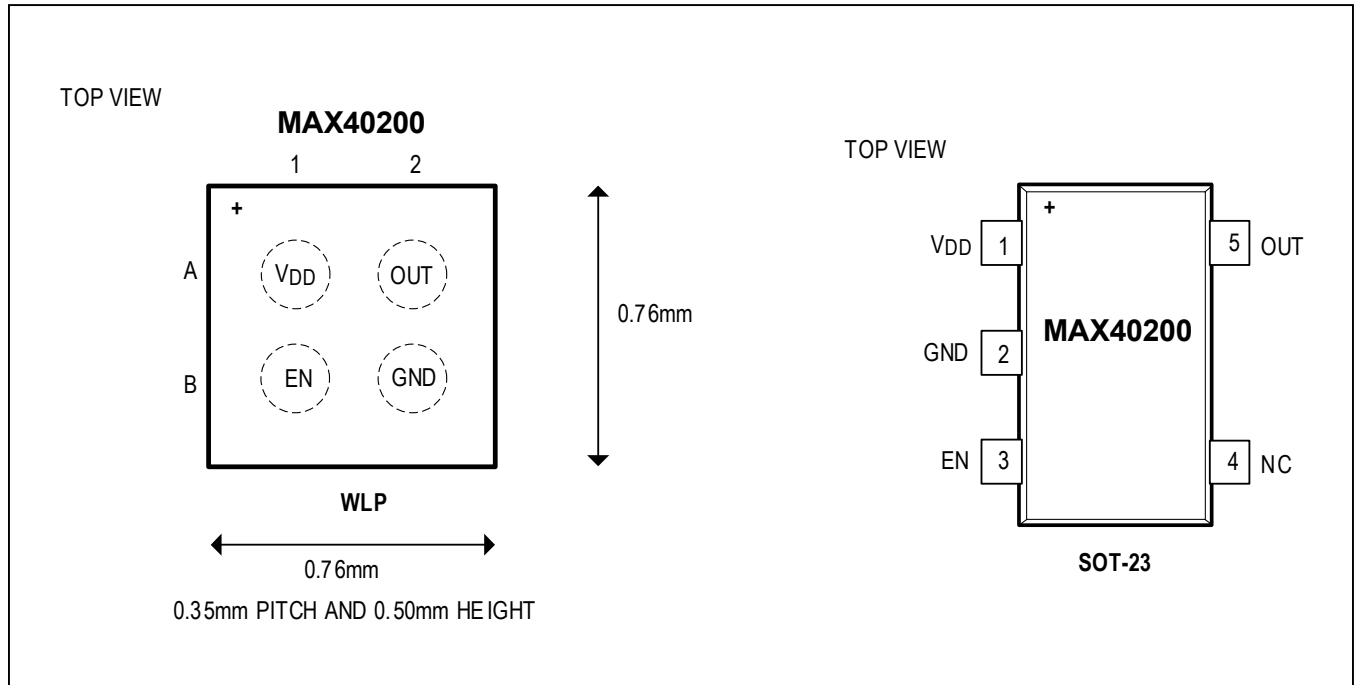 TOP VIEW
MAX40200
1 2
+
A VDD OUT
B EN GND
0.76mm
WLP
0.76mm
0.35mm PITCH AND 0.50mm HEIGHT
TOP VIEW
+
VDD 1 5 OUT
MAX40200
GND 2
EN 3 4 NC
SOT-23